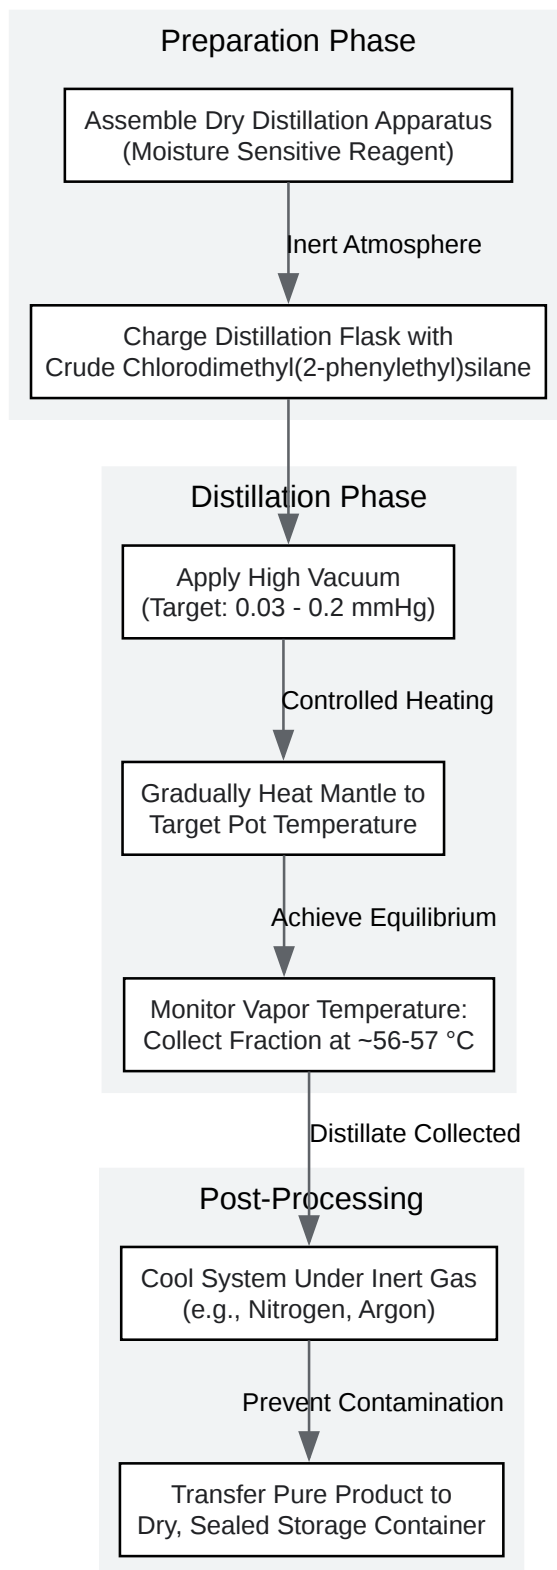 Preparation Phase
Assemble Dry Distillation Apparatus
(Moisture Sensitive Reagent)
Inert Atmosphere
Charge Distillation Flask with
Crude Chlorodimethyl(2-phenylethyl)silane
Distillation Phase
Apply High Vacuum
(Target: 0.03 - 0.2 mmHg)
Controlled Heating
Gradually Heat Mantle to
Target Pot Temperature
Achieve Equilibrium
Monitor Vapor Temperature:
Collect Fraction at ~56-57 °C
Distillate Collected
Post-Processing
Cool System Under Inert Gas
(e.g., Nitrogen, Argon)
Prevent Contamination
Transfer Pure Product to
Dry, Sealed Storage Container